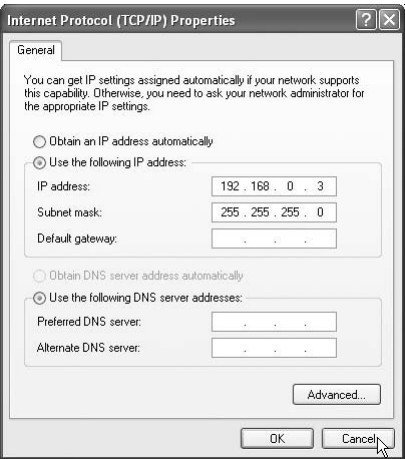 Internet Protocol (TCP/IP) Properties
General
You can get IP settings assigned automatically if your network supports
this capability. Otherwise, you need to ask your network administrator for
the appropriate IP settings.
Obtain an IP address automatically
Use the following IP address:
IP address: 192 . 168 . 0 . 3
Subnet mask: 255 . 255 . 255 . 0
Default gateway: . . .
Obtain DNS server address automatically
Use the following DNS server addresses:
Preferred DNS server: . . .
Alternate DNS server: . . .
Advanced...
OK Cancel